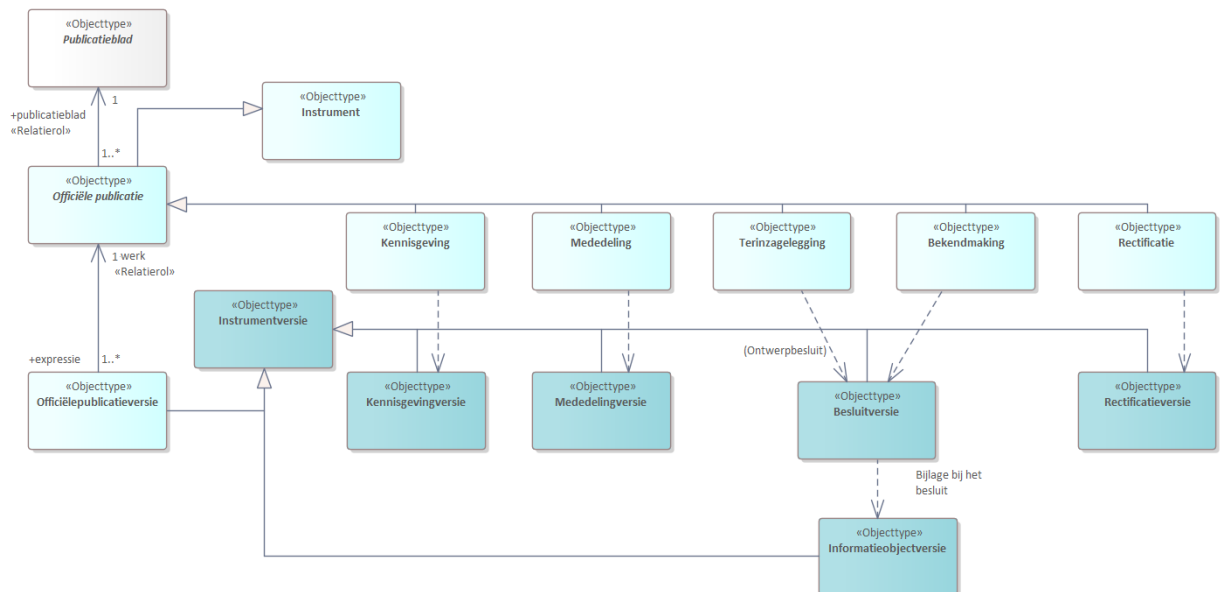 «Objecttype»
Publicatieblad
1
+publicatieblad
«Relatierol»
1..*
«Objecttype»
Instrument
«Objecttype»
Officiële publicatie
«Objecttype»
Kennisgeving
«Objecttype»
Mededeling
«Objecttype»
Terinzagelegging
«Objecttype»
Bekendmaking
«Objecttype»
Rectificatie
1 werk
«Relatierol»
«Objecttype»
Instrumentversie
(Ontwerpbesluit)
+expressie
1..*
«Objecttype»
Officiëlepublicatieversie
«Objecttype»
Kennisgevingversie
«Objecttype»
Mededelingversie
«Objecttype»
Besluitversie
«Objecttype»
Rectificatieversie
Bijlage bij het
besluit
«Objecttype»
Informatieobjectversie